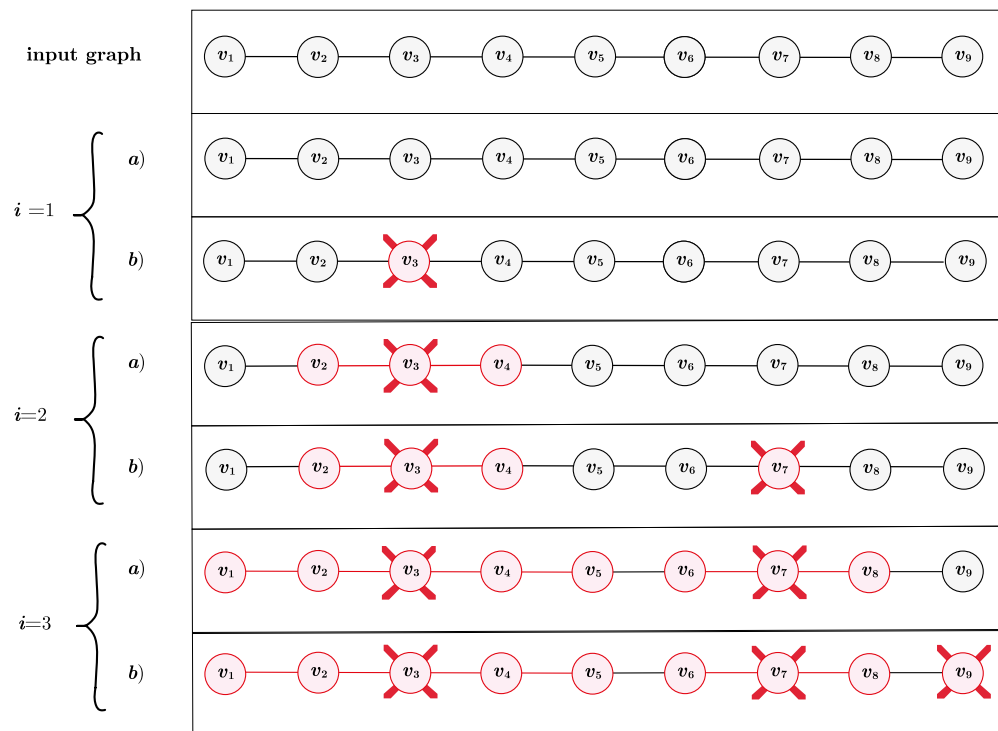 input graph v₁ v₂ v₃ v₄ v₅ v₆ v₇ v₈ v₉
a) v₁ v₂ v₃ v₄ v₅ v₆ v₇ v₈ v₉
i =1
b) v₁ v₂ v₃ v₄ v₅ v₆ v₇ v₈ v₉
a) v₁ v₂ v₃ v₄ v₅ v₆ v₇ v₈ v₉
i=2
b) v₁ v₂ v₃ v₄ v₅ v₆ v₇ v₈ v₉
a) v₁ v₂ v₃ v₄ v₅ v₆ v₇ v₈ v₉
i=3
b) v₁ v₂ v₃ v₄ v₅ v₆ v₇ v₈ v₉